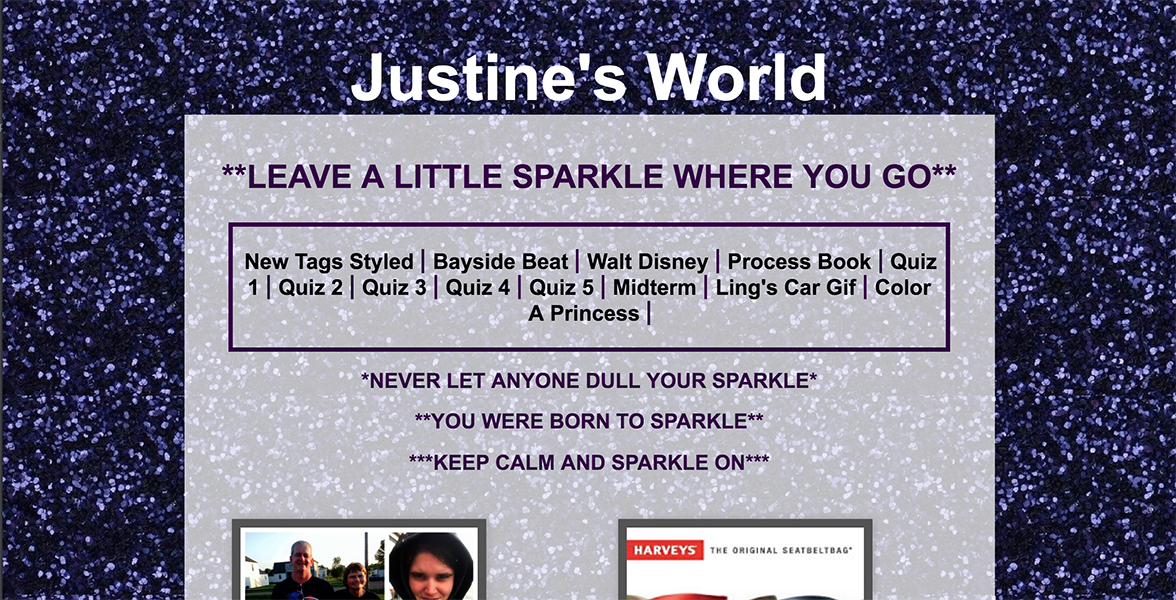 Justine's World
**LEAVE A LITTLE SPARKLE WHERE YOU GO**
New Tags Styled | Bayside Beat | Walt Disney | Process Book | Quiz
1 | Quiz 2 | Quiz 3 | Quiz 4 | Quiz 5 | Midterm | Ling's Car Gif | Color
A Princess |
*NEVER LET ANYONE DULL YOUR SPARKLE*
**YOU WERE BORN TO SPARKLE**
***KEEP CALM AND SPARKLE ON***
HARVEYS® THE ORIGINAL SEATBELTBAG®